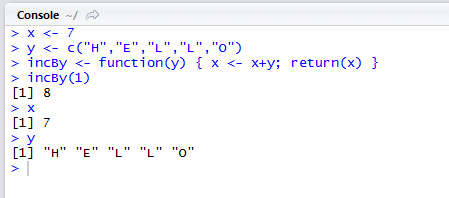 Console ~/
> x <- 7
> y <- c("H","E","L","L","O")
> incBy <- function(y) { x <- x+y; return(x) }
> incBy(1)
[1] 8
> x
[1] 7
> y
[1] "H" "E" "L" "L" "O"
>